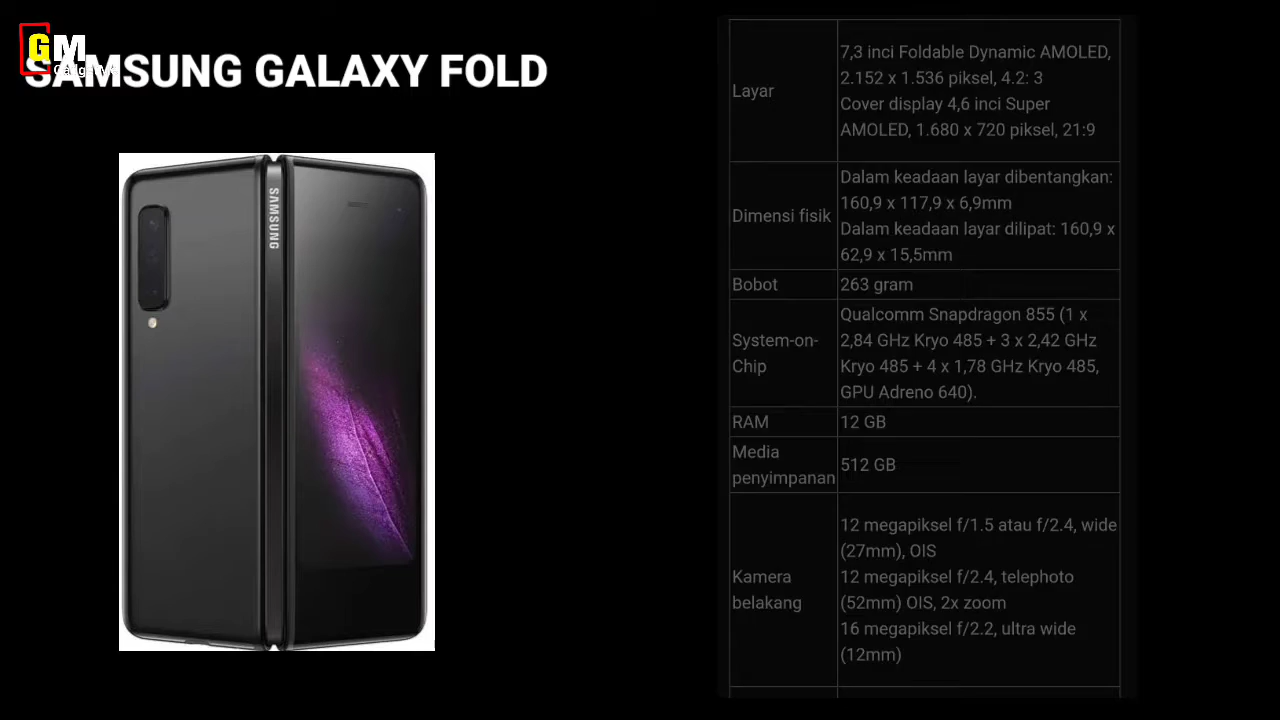 GM
SAMSUNG GALAXY FOLD
SAMSUNG
Layar
7,3 inci Foldable Dynamic AMOLED,
2.152 x 1.536 piksel, 4.2: 3
Cover display 4,6 inci Super
AMOLED, 1.680 x 720 piksel, 21:9
Dimensi fisik
Dalam keadaan layar dibentangkan:
160,9 x 117,9 x 6,9mm
Dalam keadaan layar dilipat: 160,9 x
62,9 x 15,5mm
Bobot
263 gram
System-on-
Chip
Qualcomm Snapdragon 855 (1 x
2,84 GHz Kryo 485 + 3 x 2,42 GHz
Kryo 485 + 4 x 1,78 GHz Kryo 485,
GPU Adreno 640).
RAM
12 GB
Media
penyimpanan
512 GB
Kamera
belakang
12 megapiksel f/1.5 atau f/2.4, wide
(27mm), OIS
12 megapiksel f/2.4, telephoto
(52mm) OIS, 2x zoom
16 megapiksel f/2.2, ultra wide
(12mm)